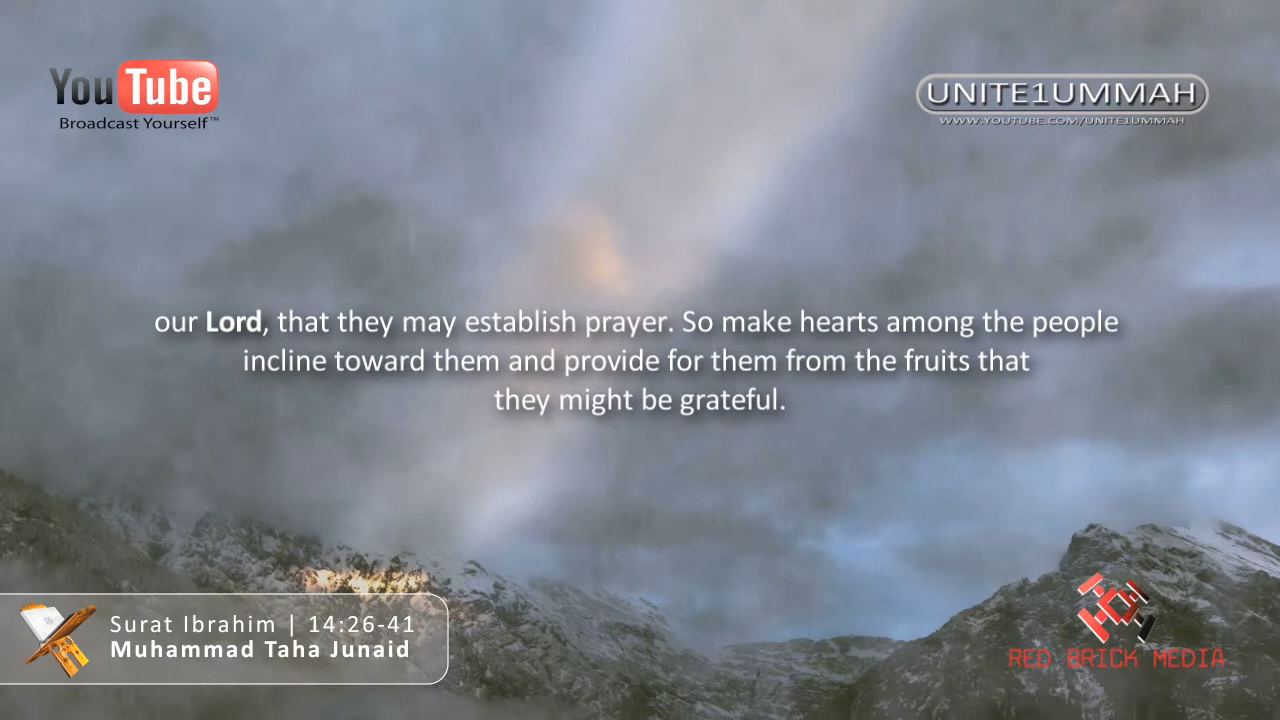 YouTube
Broadcast Yourself™
UNITE1UMMAH
WWW.YOUTUBE.COM/UNITE1UMMAH
our Lord, that they may establish prayer. So make hearts among the people
incline toward them and provide for them from the fruits that
they might be grateful.
Surat Ibrahim | 14:26-41
Muhammad Taha Junaid
RED BRICK MEDIA